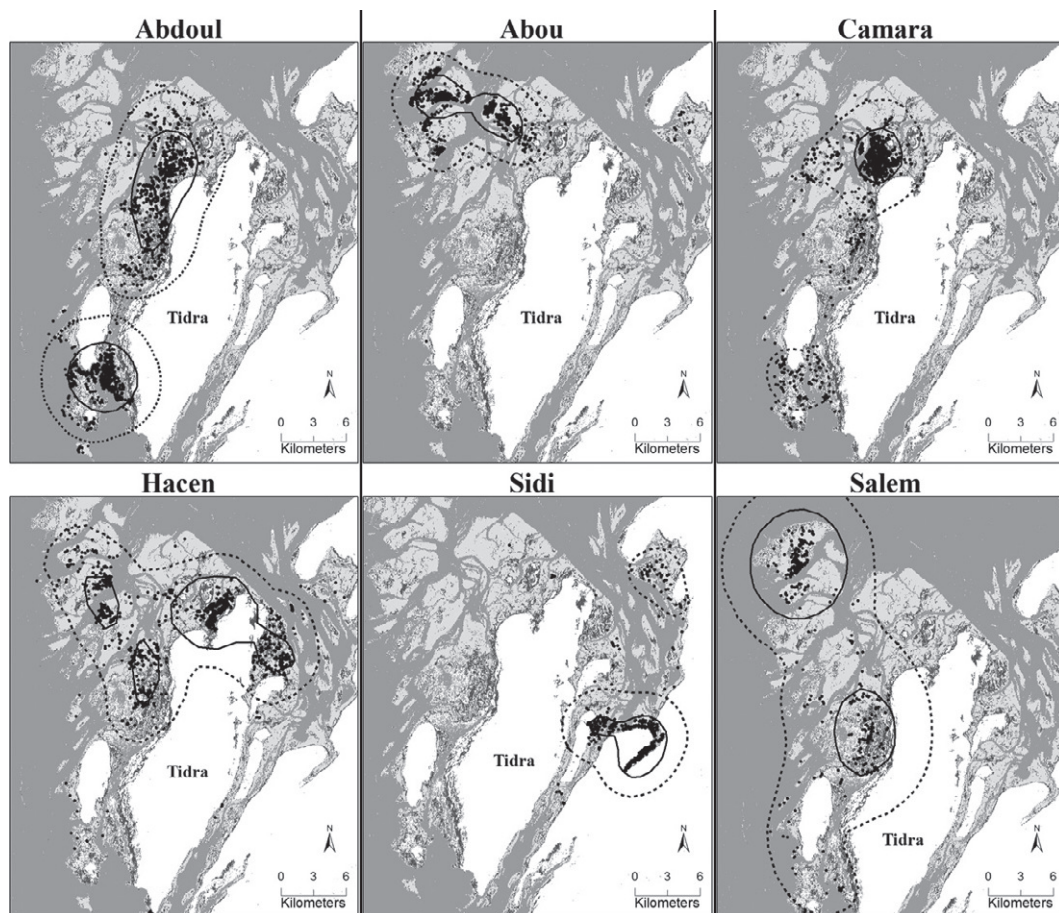 Abdoul
Abou
Camara
Tidra
N
0 3 6
Kilometers
Tidra
N
0 3 6
Kilometers
Tidra
N
0 3 6
Kilometers
Hacen
Sidi
Salem
Tidra
N
0 3 6
Kilometers
Tidra
N
0 3 6
Kilometers
Tidra
N
0 3 6
Kilometers